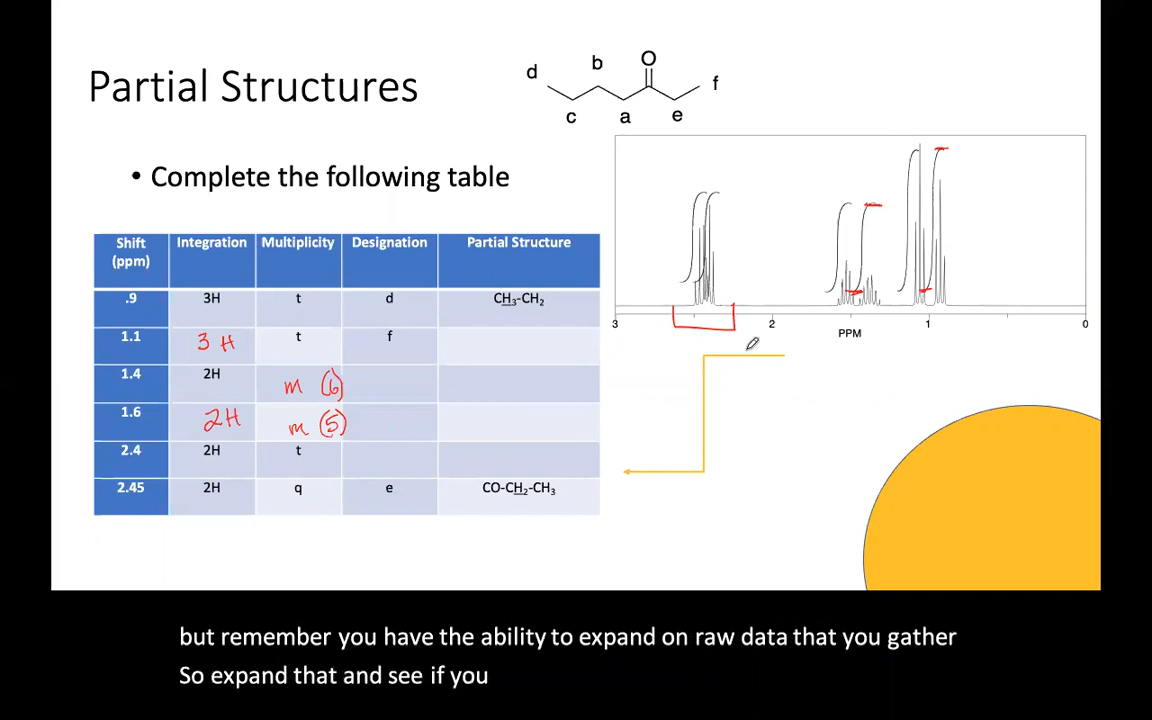 Partial Structures
d
b
O
f
c
a
e
• Complete the following table
Shift (ppm) Integration Multiplicity Designation Partial Structure
.9 3H t d CH3-CH2
1.1 3 H t f
1.4 2H m (6)
1.6 2H m (5)
2.4 2H t
2.45 2H q e CO-CH2-CH3
3 2 1 0
PPM
but remember you have the ability to expand on raw data that you gather
So expand that and see if you